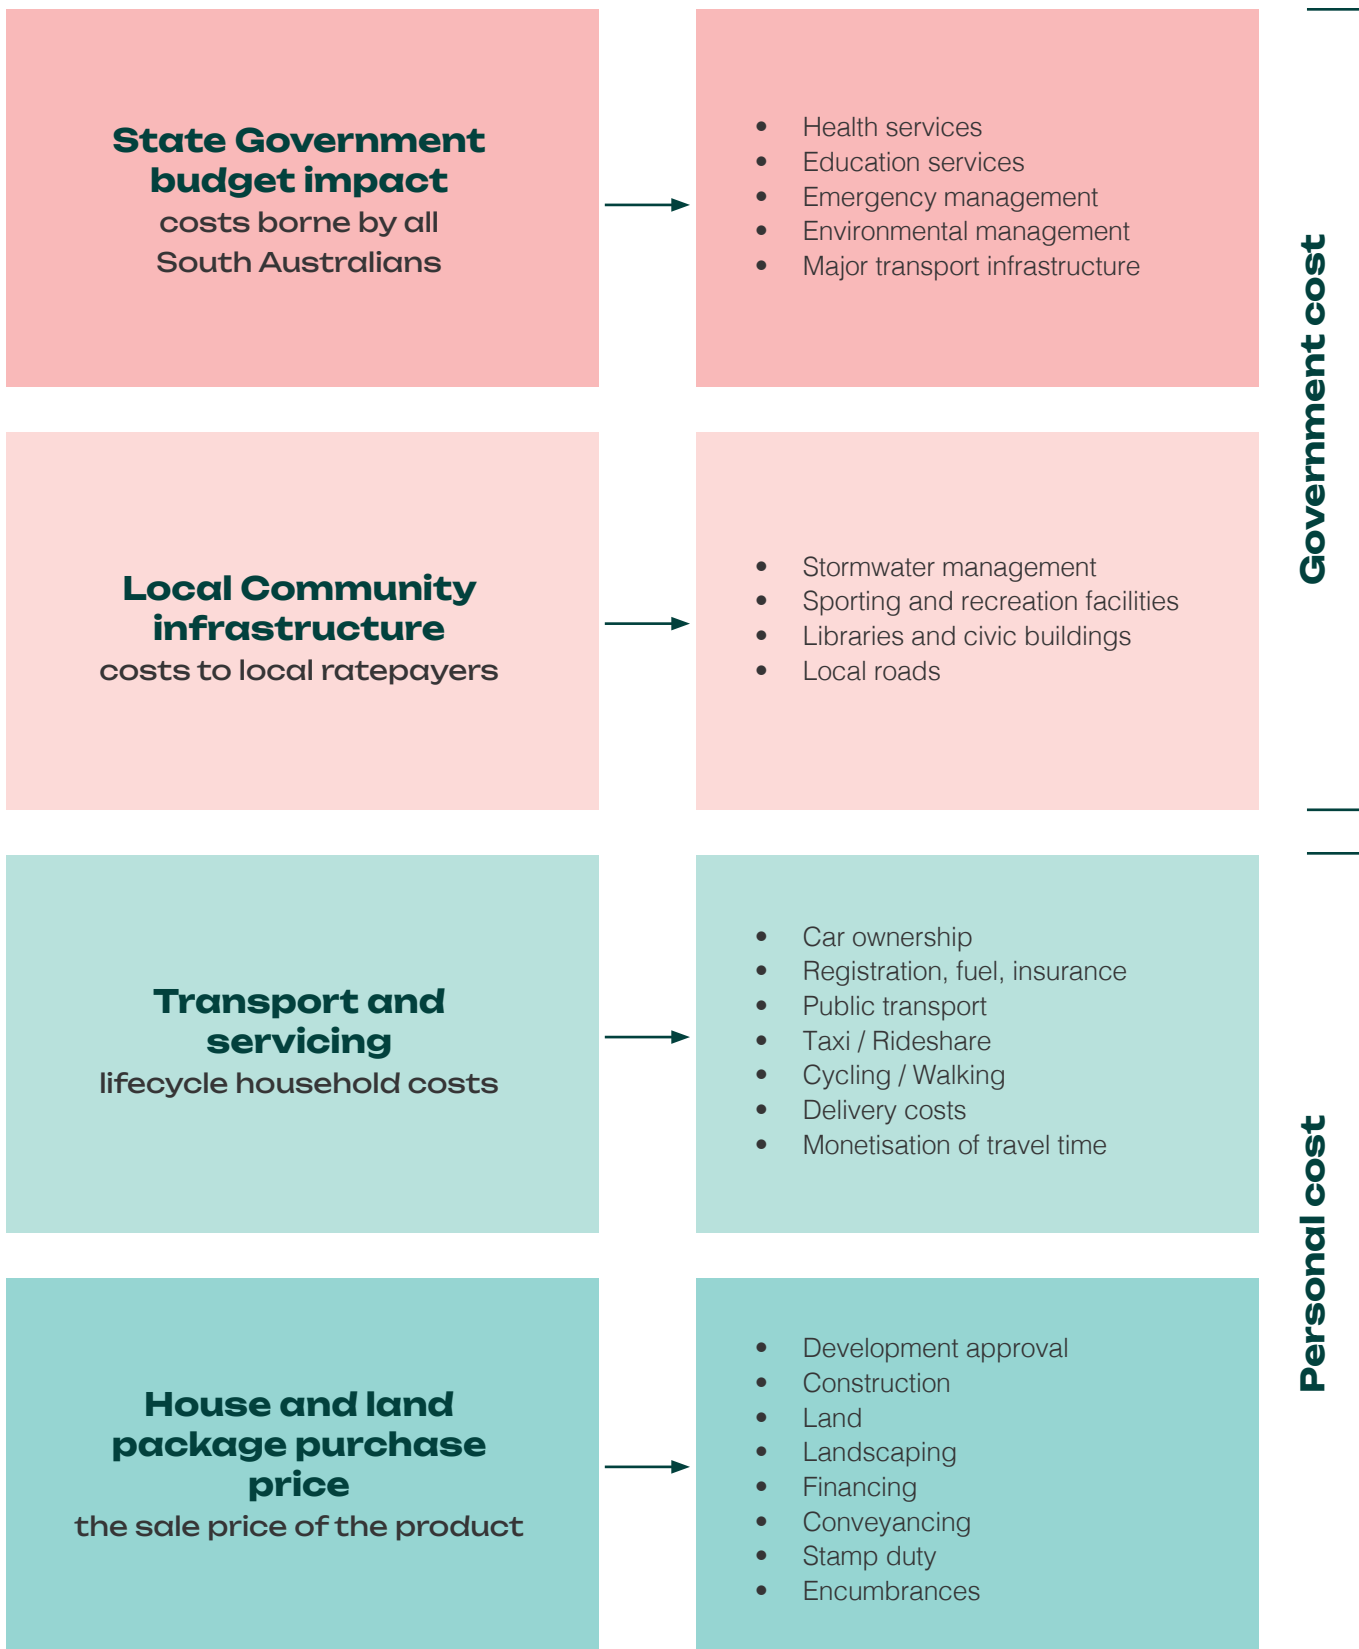 State Government
budget impact
costs borne by all
South Australians
• Health services
• Education services
• Emergency management
• Environmental management
• Major transport infrastructure
Local Community
infrastructure
costs to local ratepayers
• Stormwater management
• Sporting and recreation facilities
• Libraries and civic buildings
• Local roads
Government cost
Transport and
servicing
lifecycle household costs
• Car ownership
• Registration, fuel, insurance
• Public transport
• Taxi / Rideshare
• Cycling / Walking
• Delivery costs
• Monetisation of travel time
House and land
package purchase
price
the sale price of the product
• Development approval
• Construction
• Land
• Landscaping
• Financing
• Conveyancing
• Stamp duty
• Encumbrances
Personal cost